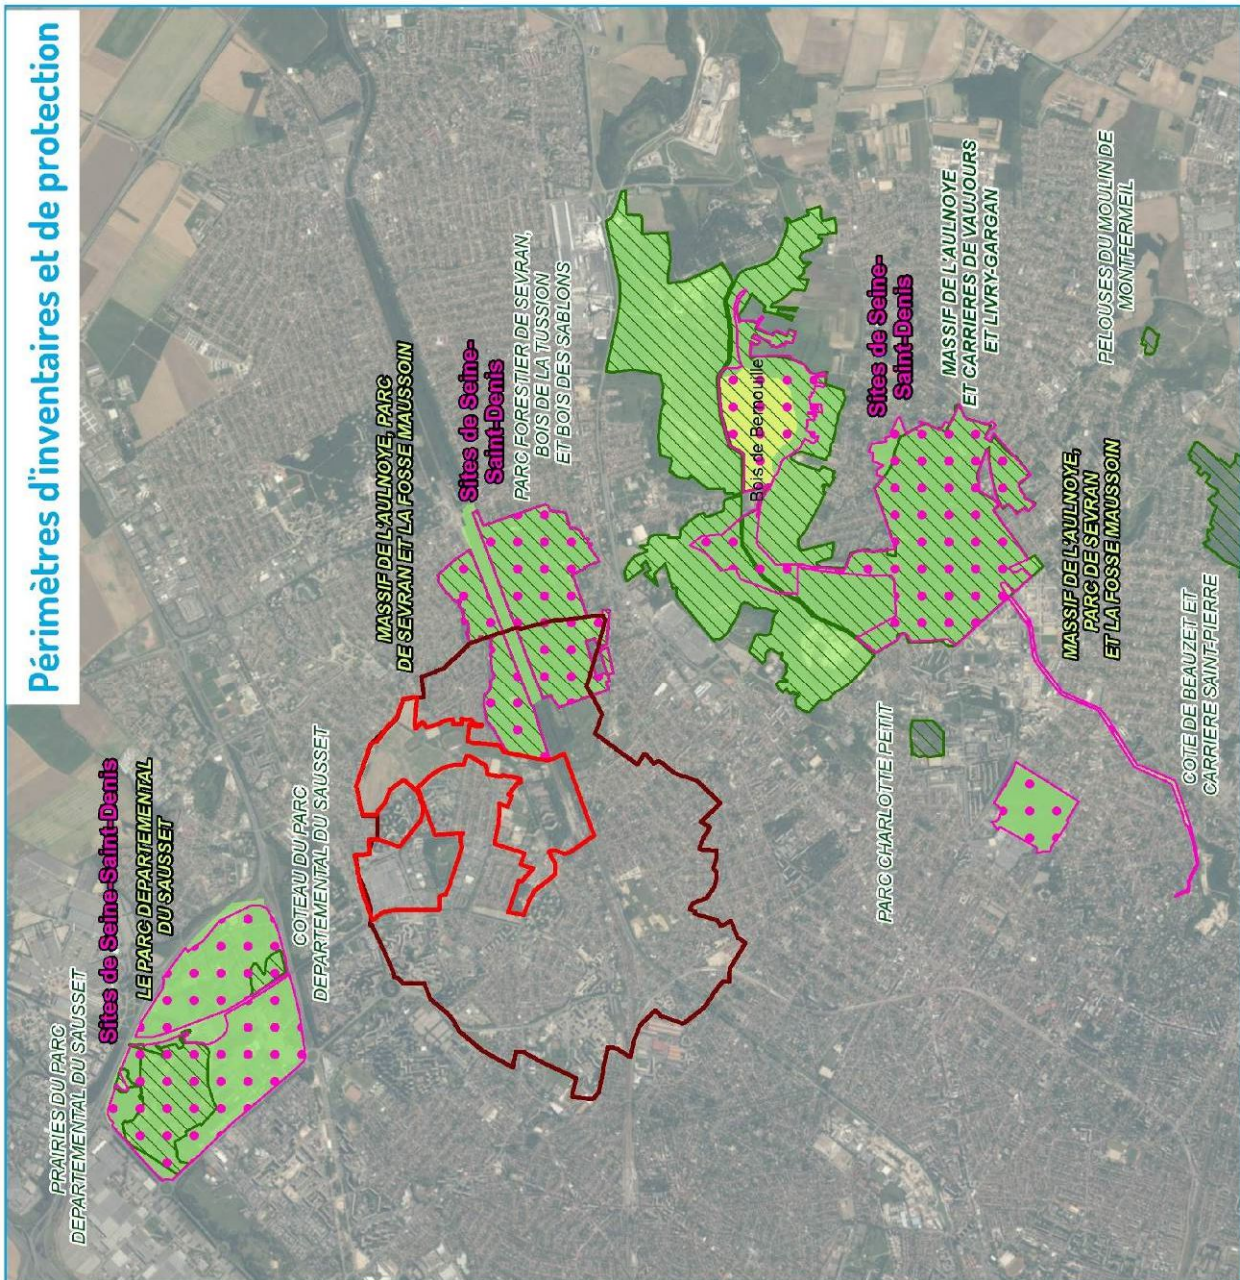 Périmètres d'inventaires et de protection
PRAIRIES DU PARC
DEPARTEMENTAL DU SAUSSET
Sites de Seine-Saint-Denis
LE PARC DEPARTEMENTAL
DU SAUSSET
COTEAU DU PARC
DEPARTEMENTAL DU SAUSSET
MASSIF DE L'AULNOYE, PARC
DE SEVRAN ET LA FOSSE MAUSSOIN
Sites de Seine-
Saint-Denis
PARC FORESTIER DE SEVRAN,
BOIS DE LA TUSSION
ET BOIS DES SABLONS
Bois de Bernouille
Sites de Seine-
Saint-Denis
MASSIF DE L'AULNOYE
ET CARRIERES DE VAUJOURS
ET LIVRY-GARGAN
PARC CHARLOTTE PETIT
MASSIF DE L'AULNOYE,
PARC DE SEVRAN
ET LA FOSSE MAUSSOIN
PELOUSES DU MOULIN DE
MONTFERMEIL
COTE DE BEAUZET ET
CARRIERE SAINT-PIERRE